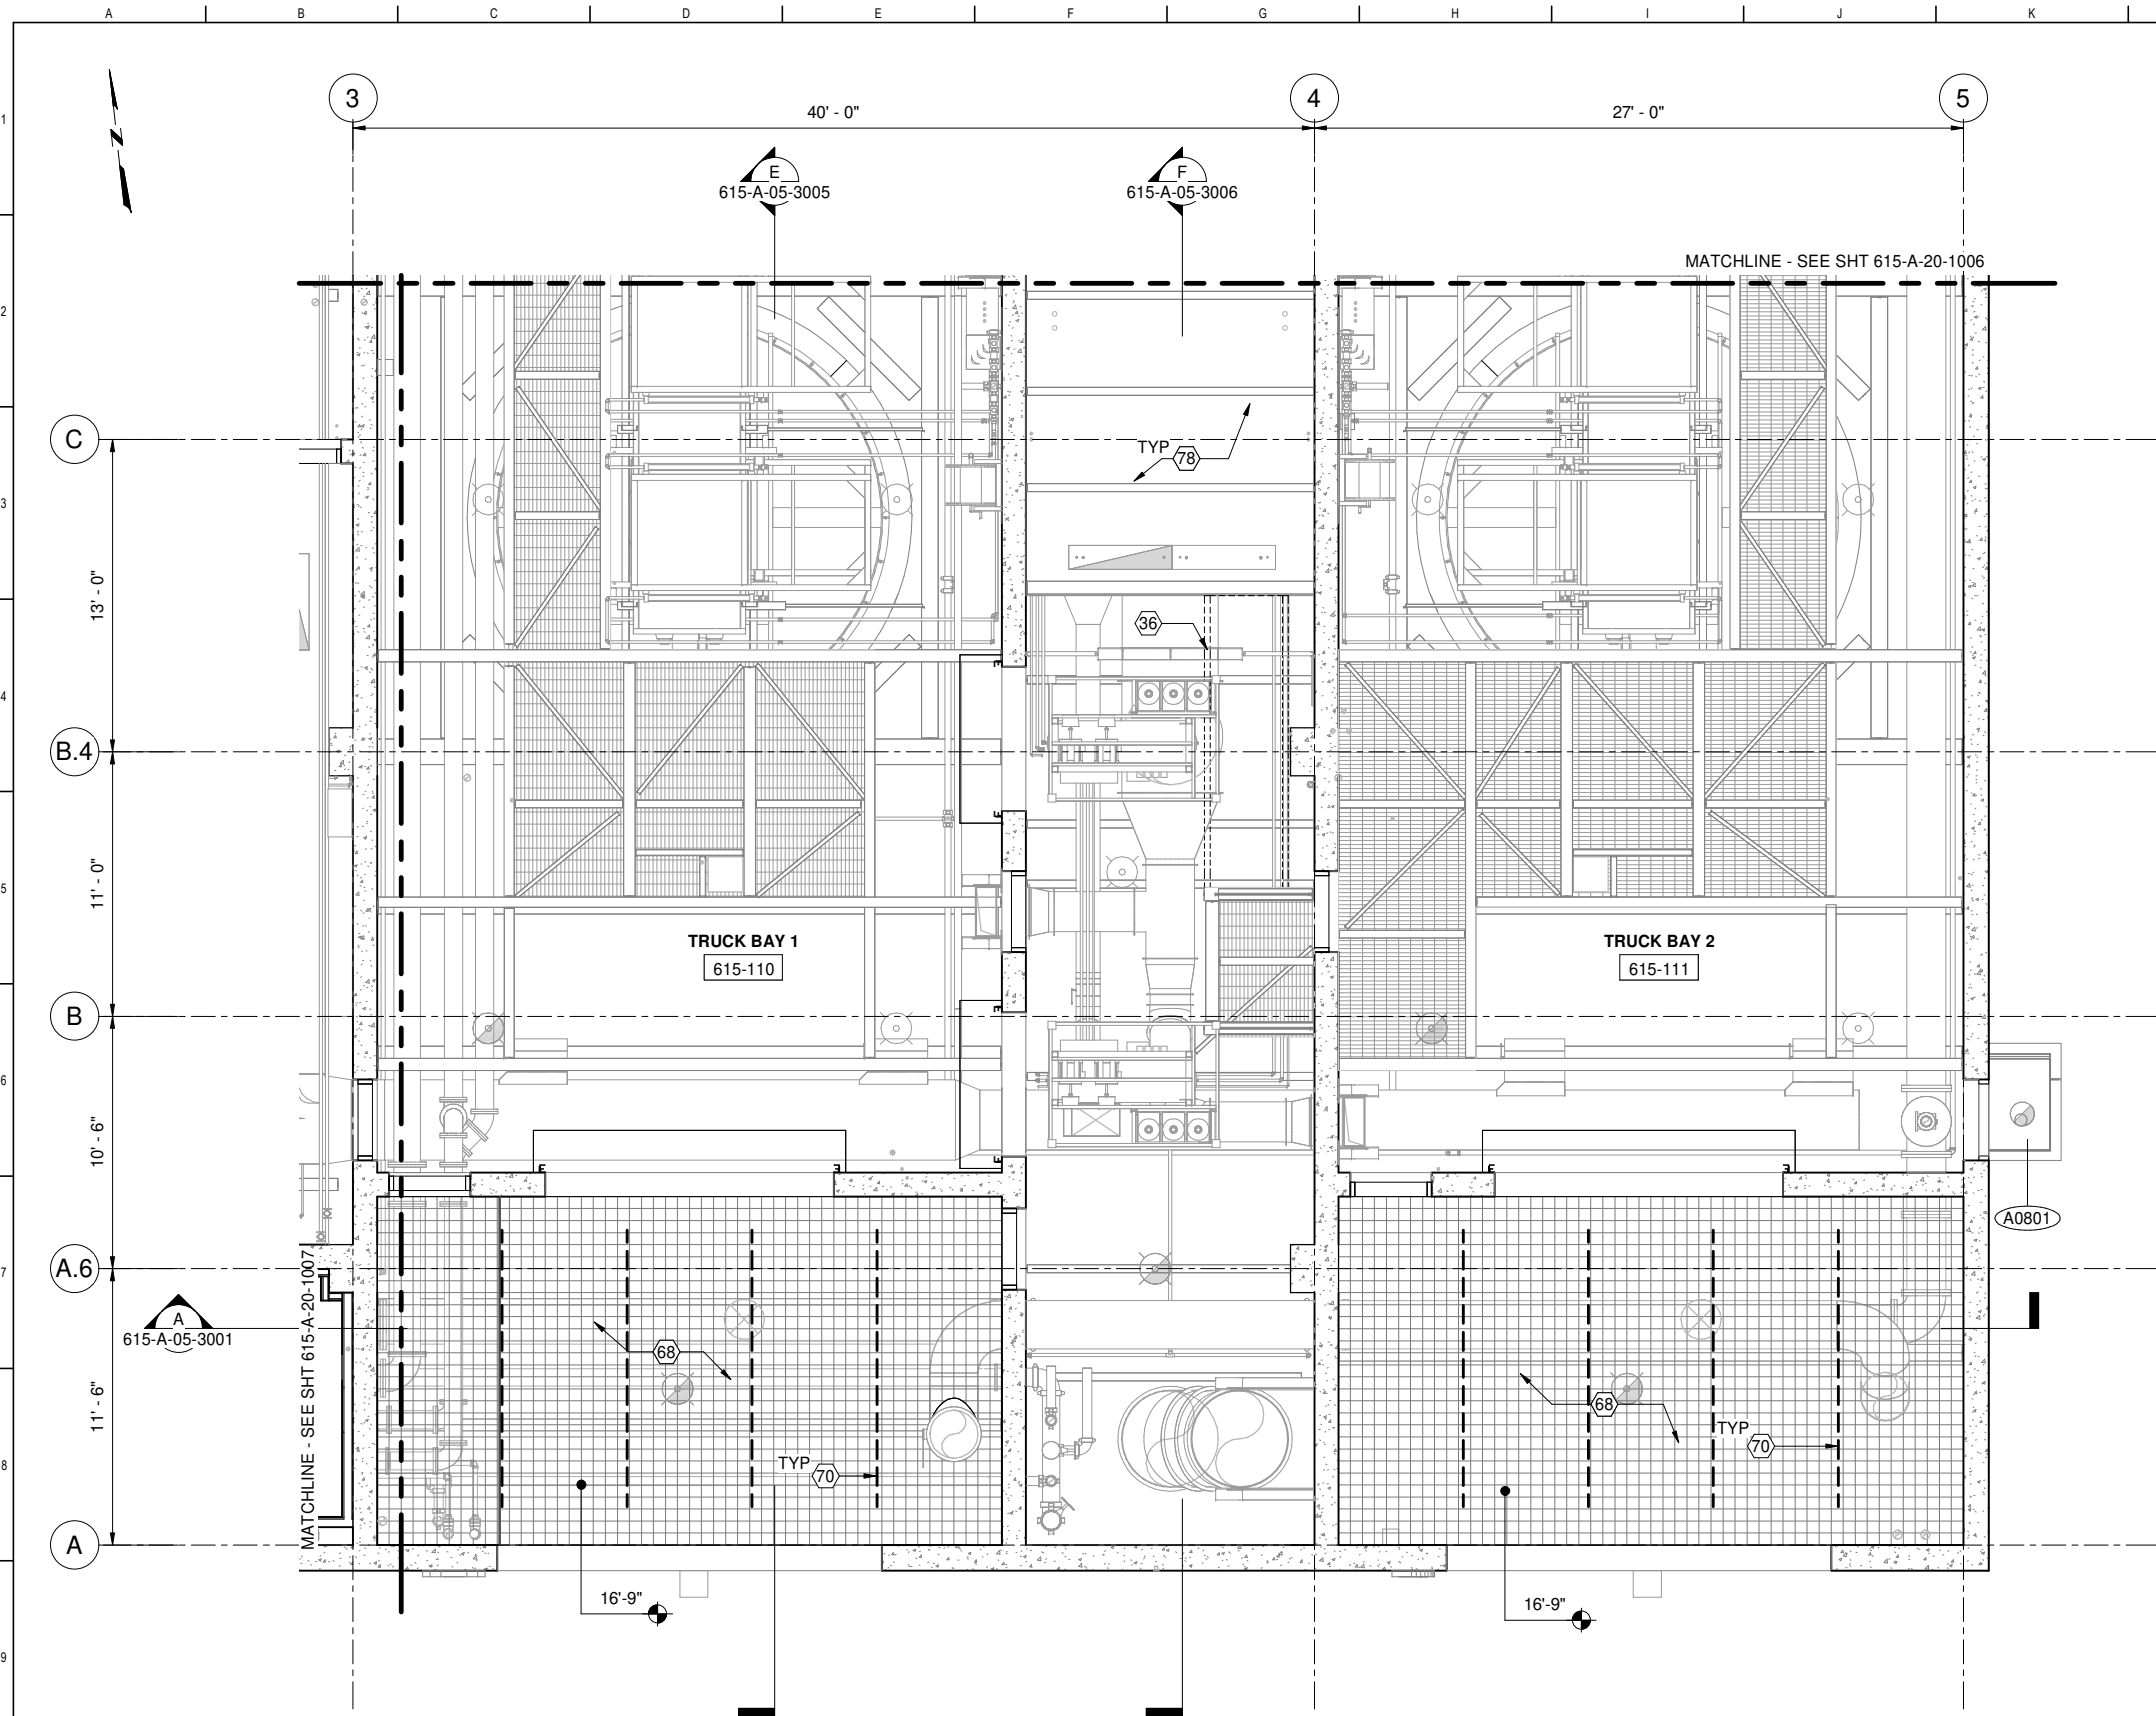 A B C D E F G H I J K
1
2
3
4
5
6
7
8
9
N
3
4
5
40' - 0"
27' - 0"
E
615-A-05-3005
F
615-A-05-3006
MATCHLINE - SEE SHT 615-A-20-1006
C
TYP
78
13' - 0"
36
B.4
11' - 0"
TRUCK BAY 1
615-110
TRUCK BAY 2
615-111
B
10' - 6"
A0801
A.6
A
615-A-05-3001
MATCHLINE - SEE SHT 615-A-20-1007
68
68
11' - 6"
TYP
70
TYP
70
A
16'-9"
16'-9"